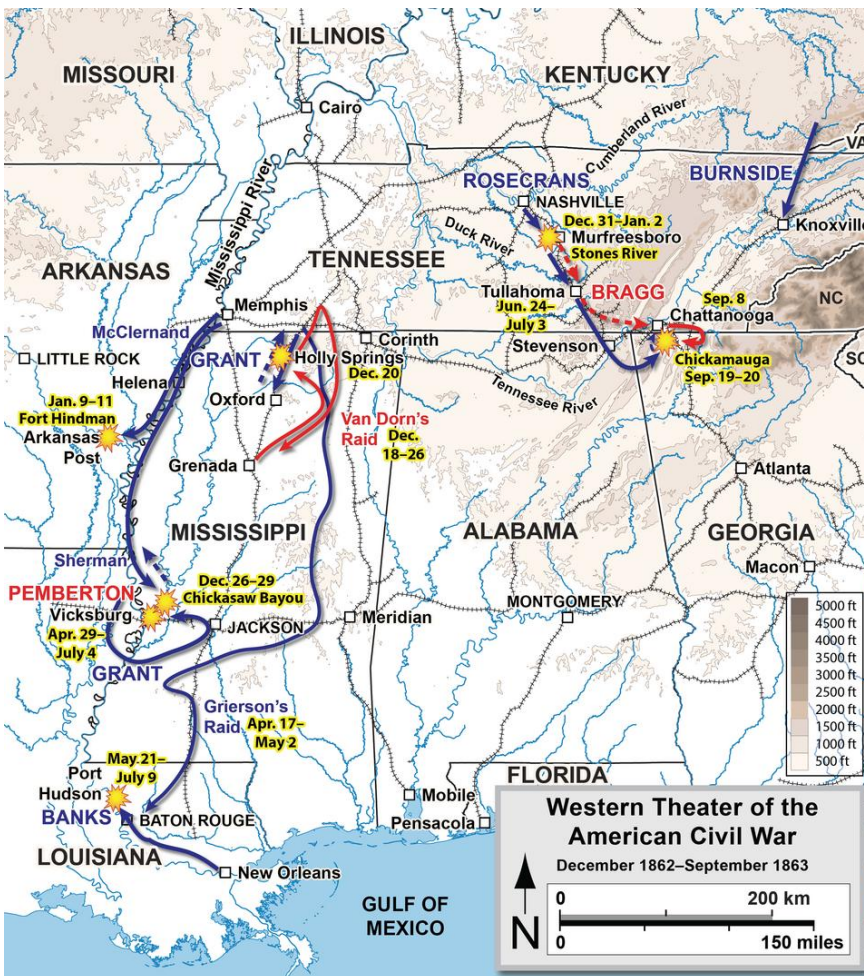 ILLINOIS
MISSOURI
KENTUCKY
Cairo
Cumberland River
VA
ROSECRANS
BURNSIDE
NASHVILLE
Dec. 31–Jan. 2
Mississippi River
Duck River
Murfreesboro
Knoxville
Stones River
ARKANSAS
TENNESSEE
Tullahoma
BRAGG
Sep. 8
NC
Memphis
Jun. 24–
July 3
Chattanooga
McClernand
Corinth
Stevenson
GRANT
Holly Springs
LITTLE ROCK
Dec. 20
Chickamauga
SC
Helena
Sep. 19–20
Oxford
Tennessee River
Jan. 9–11
Fort Hindman
Van Dorn's
Raid
Dec.
18–26
Arkansas
Post
Grenada
Atlanta
MISSISSIPPI
ALABAMA
GEORGIA
Sherman
Macon
PEMBERTON
Dec. 26–29
Chickasaw Bayou
Vicksburg
MONTGOMERY
JACKSON
Meridian
Apr. 29–
July 4
GRANT
5000 ft
4500 ft
4000 ft
3500 ft
3000 ft
2500 ft
2000 ft
1500 ft
1000 ft
500 ft
Grierson's
Raid
Apr. 17–
May 2
May 21–
July 9
Port
Hudson
FLORIDA
Mobile
BANKS
BATON ROUGE
Pensacola
LOUISIANA
New Orleans
GULF OF
MEXICO
Western Theater of the
American Civil War
December 1862–September 1863
N
0 200 km
0 150 miles